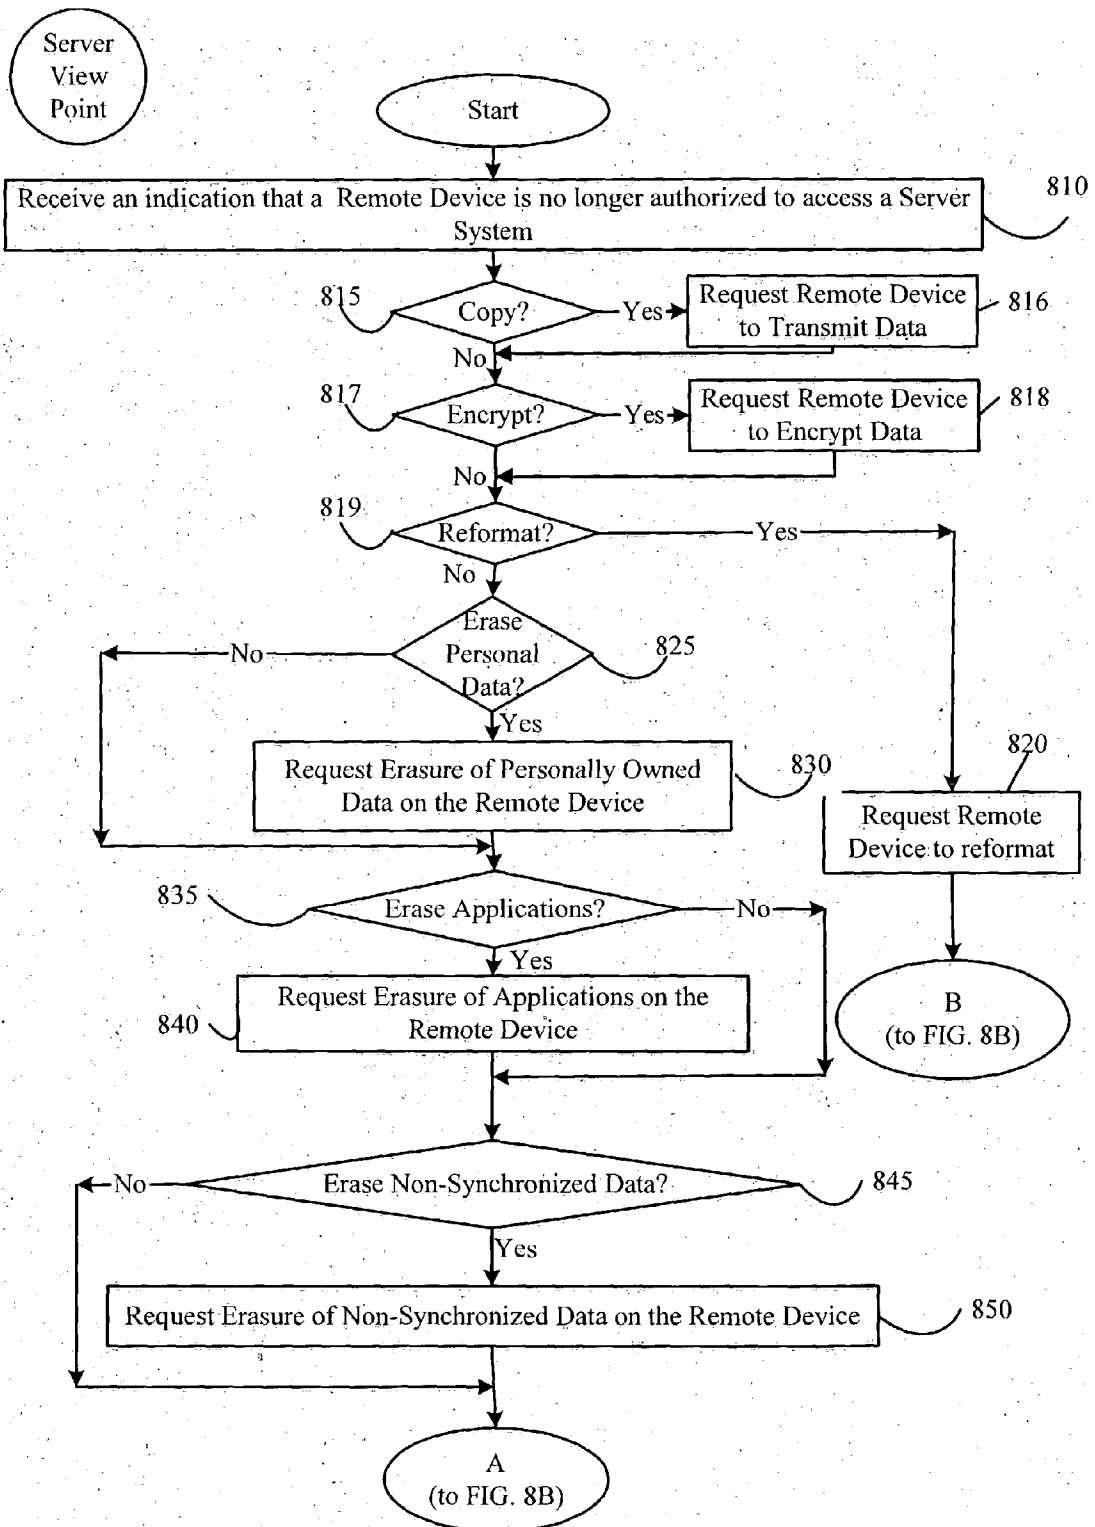 Server
View
Point
Start
Receive an indication that a Remote Device is no longer authorized to access a Server
System
810
815
Copy?
Yes
Request Remote Device
to Transmit Data
816
No
817
Encrypt?
Yes
Request Remote Device
to Encrypt Data
818
No
819
Reformat?
Yes
No
Erase
Personal
Data?
825
No
Yes
Request Erasure of Personally Owned
Data on the Remote Device
830
820
Request Remote
Device to reformat
835
Erase Applications?
No
Yes
Request Erasure of Applications on the
Remote Device
840
B
(to FIG. 8B)
Erase Non-Synchronized Data?
845
No
Yes
Request Erasure of Non-Synchronized Data on the Remote Device
850
A
(to FIG. 8B)